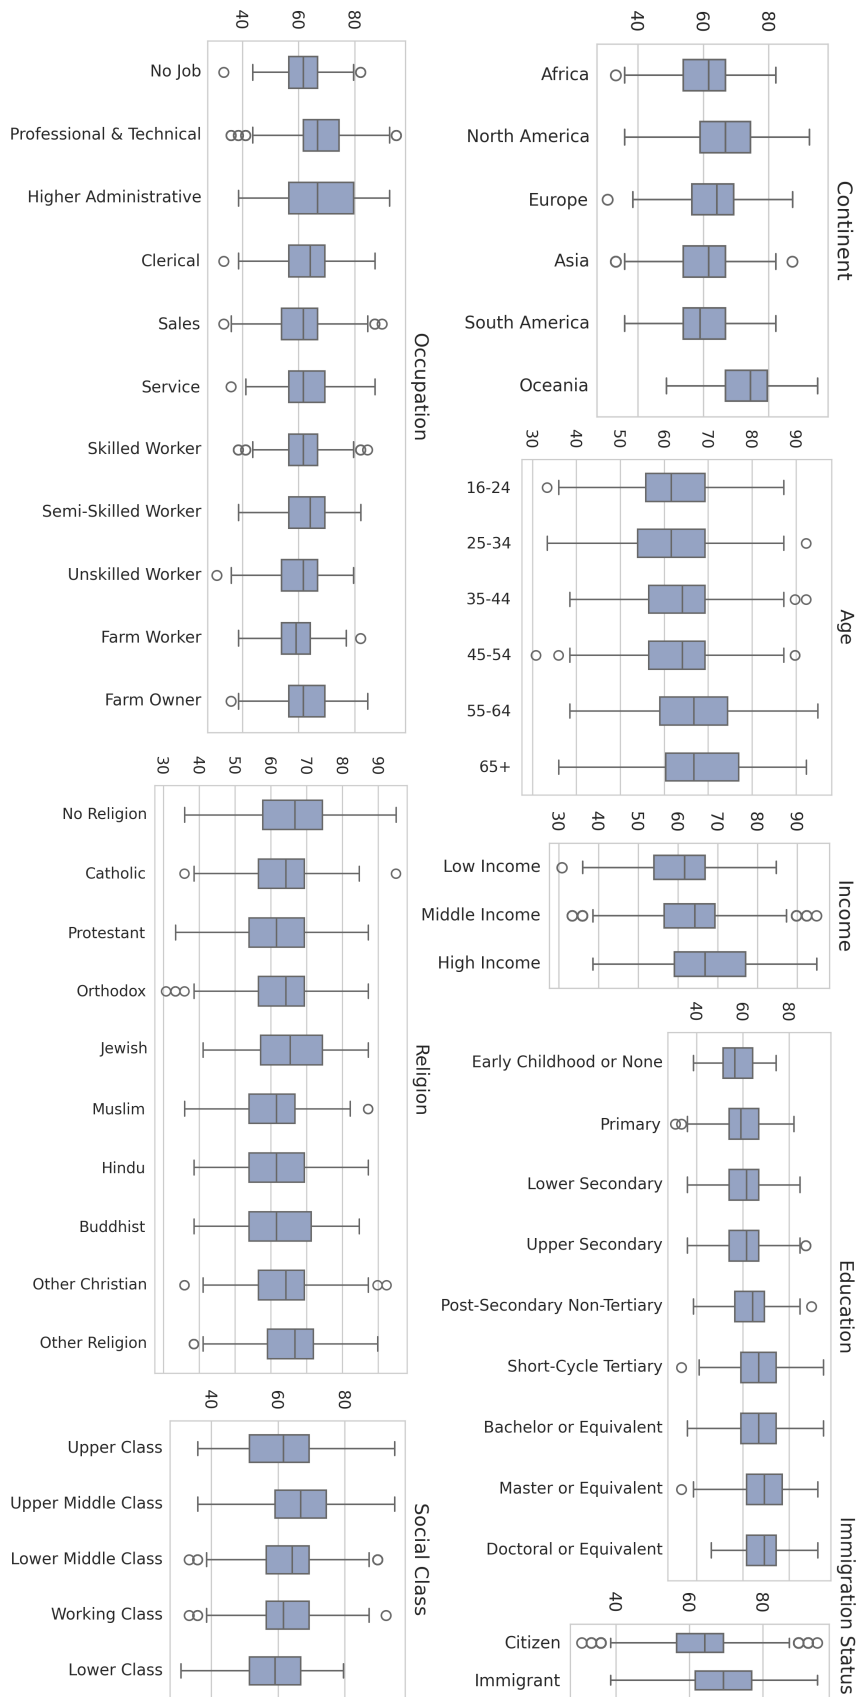 40 60 80
No Job
Professional & Technical
Higher Administrative
Clerical
Sales
Service
Skilled Worker
Semi-Skilled Worker
Unskilled Worker
Farm Worker
Farm Owner
Occupation
30 40 50 60 70 80 90
No Religion
Catholic
Protestant
Orthodox
Jewish
Muslim
Hindu
Buddhist
Other Christian
Other Religion
Religion
40 60 80
Upper Class
Upper Middle Class
Lower Middle Class
Working Class
Lower Class
Social Class
40 60 80
Africa
North America
Europe
Asia
South America
Oceania
Continent
30 40 50 60 70 80 90
16-24
25-34
35-44
45-54
55-64
65+
Age
30 40 50 60 70 80 90
Low Income
Middle Income
High Income
Income
40 60 80
Early Childhood or None
Primary
Lower Secondary
Upper Secondary
Post-Secondary Non-Tertiary
Short-Cycle Tertiary
Bachelor or Equivalent
Master or Equivalent
Doctoral or Equivalent
Education
40 60 80
Citizen
Immigrant
Immigration Status